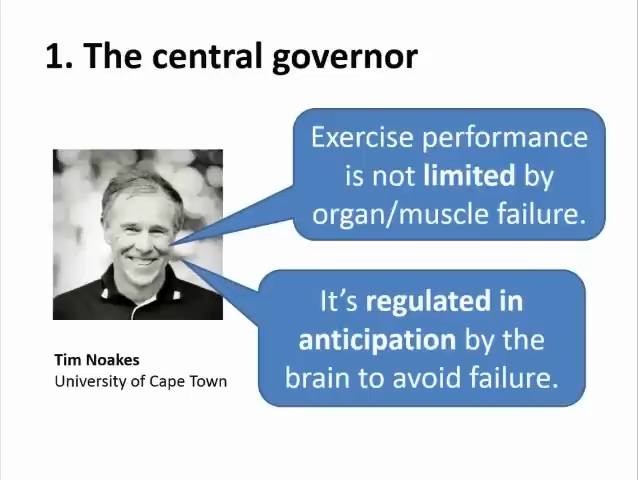 1. The central governor
Exercise performance
is not limited by
organ/muscle failure.
It's regulated in
anticipation by the
brain to avoid failure.
Tim Noakes
University of Cape Town